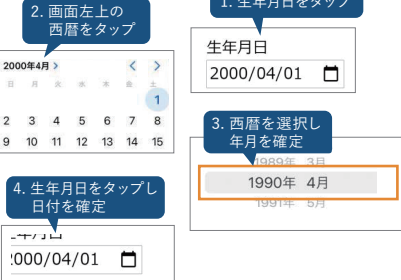 1. 生年月日をタップ
生年月日
2000/04/01
2. 画面左上の
西暦をタップ
2000年4月 >
< >
日 月 火 水 木 金 土
1
2 3 4 5 6 7 8
9 10 11 12 13 14 15
3. 西暦を選択し
年月を確定
1989年 3月
1990年 4月
1991年 5月
4. 生年月日をタップし
日付を確定
生年月日
2000/04/01